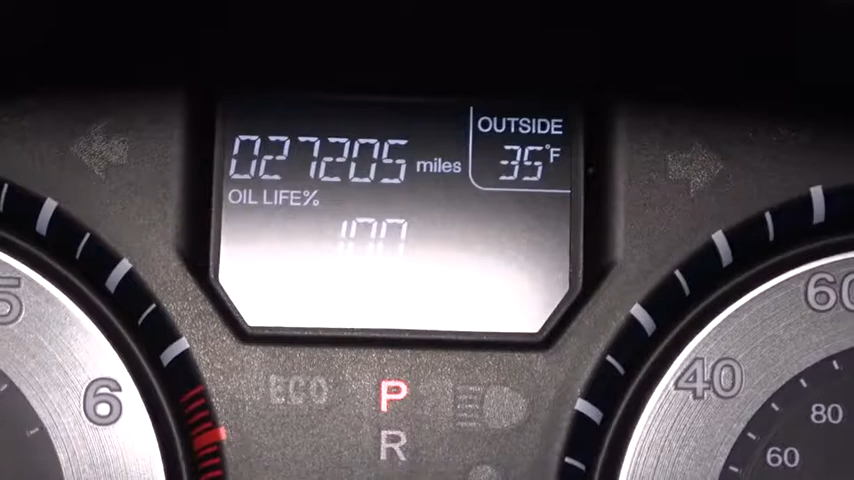 OUTSIDE
027205 miles
35°F
OIL LIFE%
100
5
6
ECO
P
R
60
40
80
60